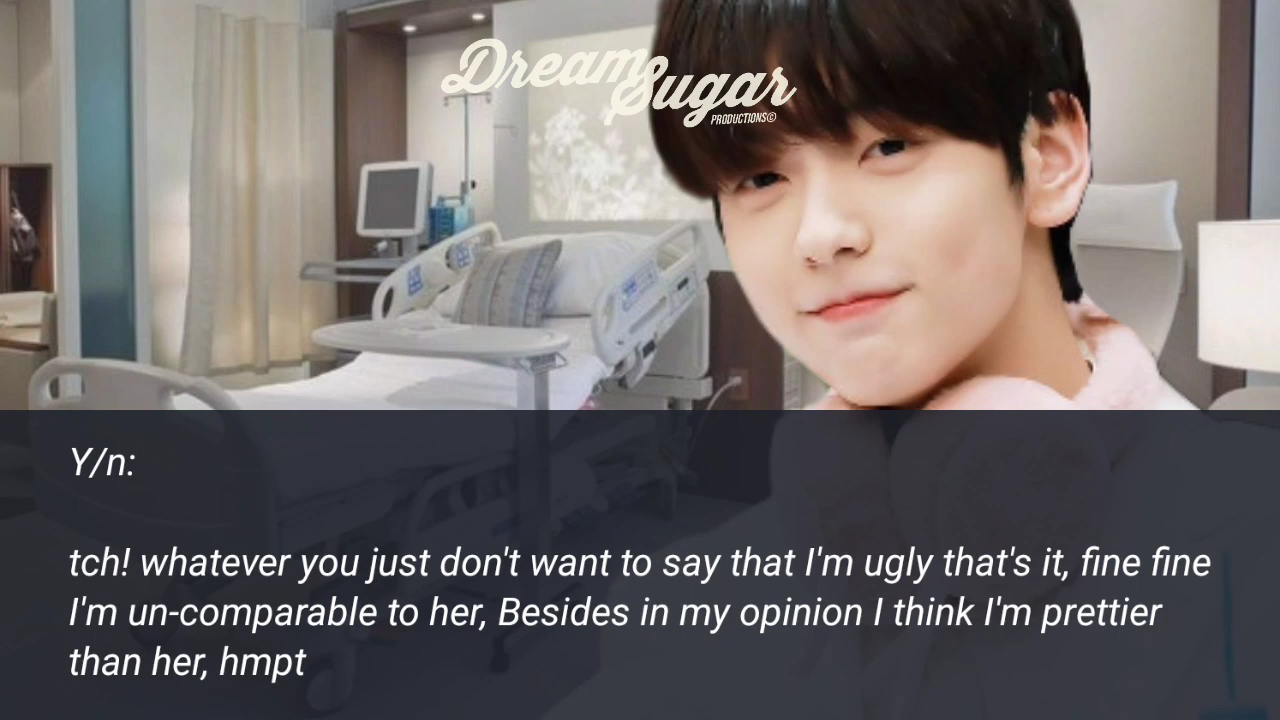 Dream Sugar
PRODUCTIONS©
Y/n:
tch! whatever you just don't want to say that I'm ugly that's it, fine fine
I'm un-comparable to her, Besides in my opinion I think I'm prettier
than her, hmpt